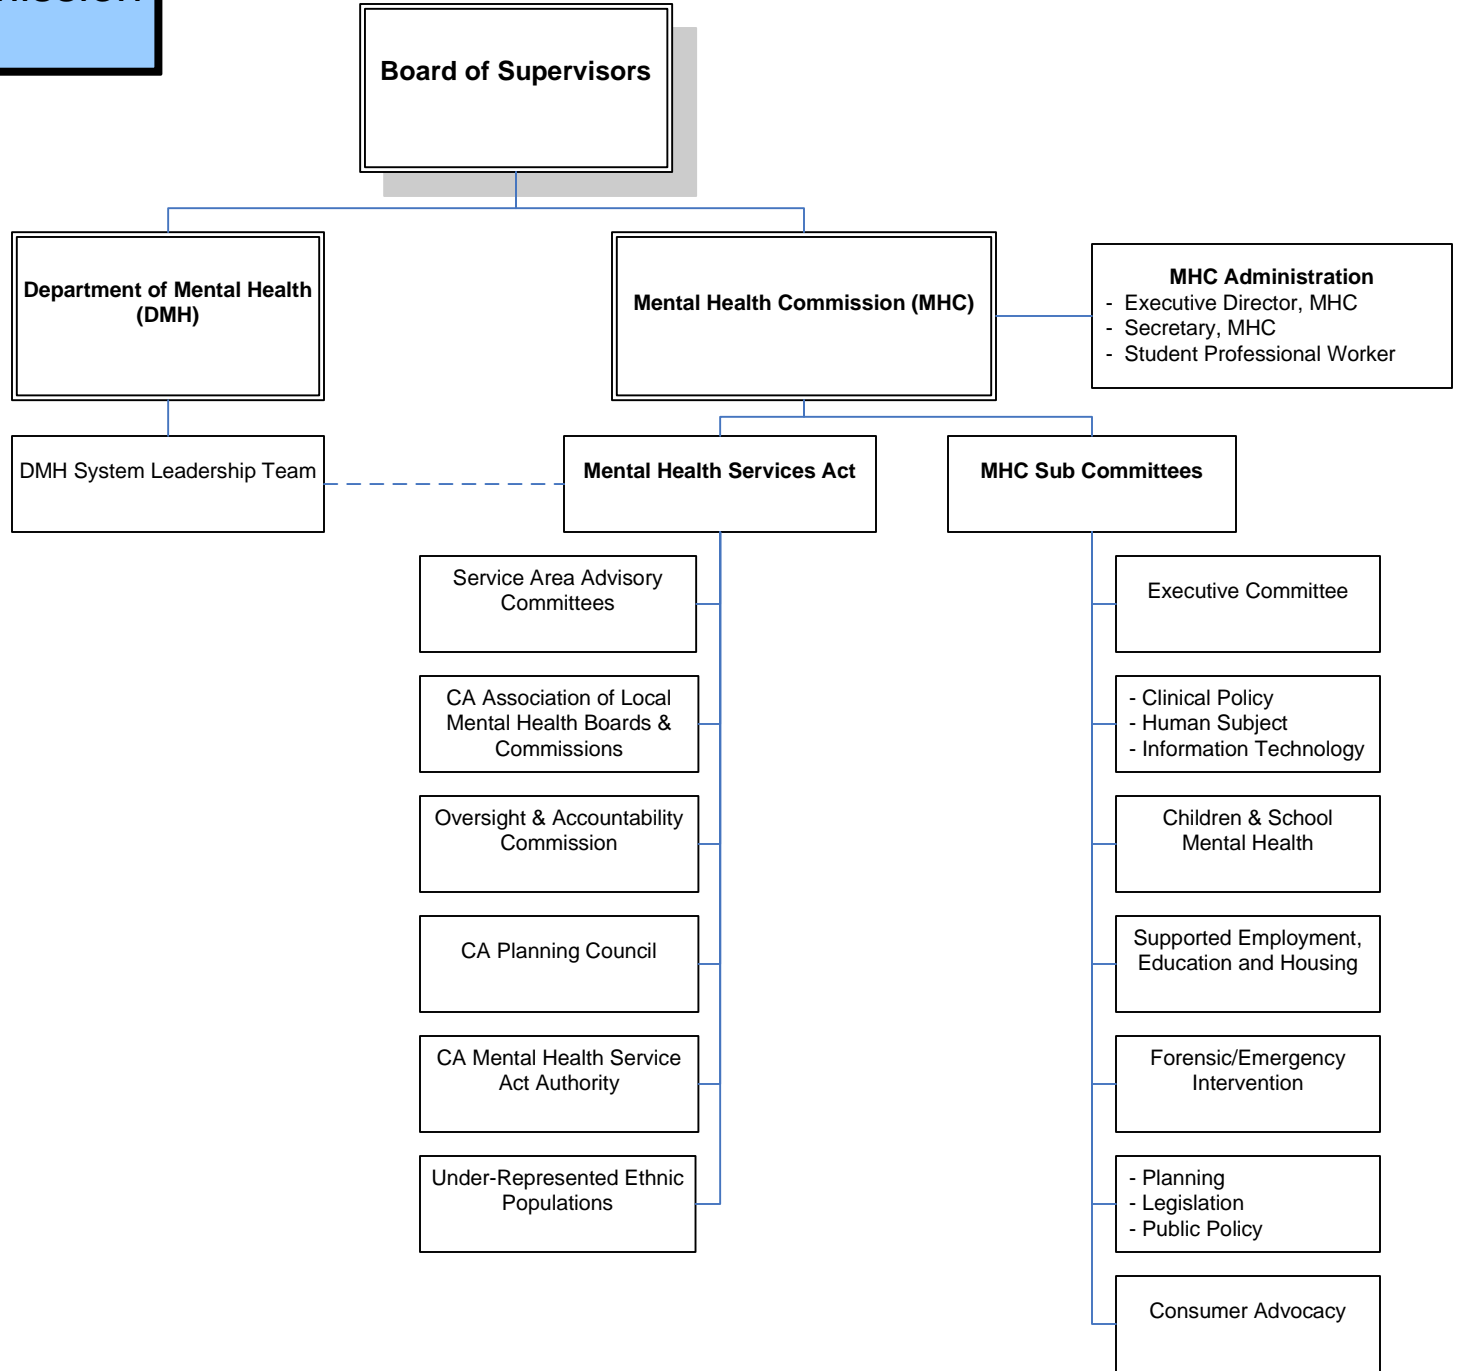 Board of Supervisors
Department of Mental Health
(DMH)
Mental Health Commission (MHC)
MHC Administration
- Executive Director, MHC
- Secretary, MHC
- Student Professional Worker
DMH System Leadership Team
Mental Health Services Act
MHC Sub Committees
Service Area Advisory
Committees
CA Association of Local
Mental Health Boards &
Commissions
Oversight & Accountability
Commission
CA Planning Council
CA Mental Health Service
Act Authority
Under-Represented Ethnic
Populations
Executive Committee
- Clinical Policy
- Human Subject
- Information Technology
Children & School
Mental Health
Supported Employment,
Education and Housing
Forensic/Emergency
Intervention
- Planning
- Legislation
- Public Policy
Consumer Advocacy